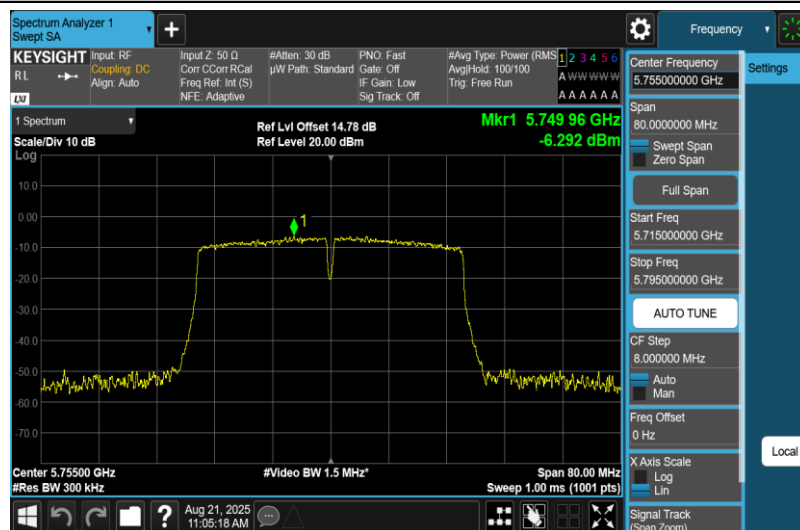 Spectrum Analyzer 1
Swept SA
+
Frequency
KEYSIGHT
RL
LXI
Input: RF
Coupling: DC
Align: Auto
Input Z: 50 Ω
Corr CCorr RCal
Freq Ref: Int (S)
NFE: Adaptive
#Atten: 30 dB
µW Path: Standard
PNO: Fast
Gate: Off
IF Gain: Low
Sig Track: Off
#Avg Type: Power (RMS
Avg|Hold: 100/100
Trig: Free Run
1 2 3 4 5 6
A W W W W W
A A A A A A
Center Frequency
5.755000000 GHz
Settings
Span
80.0000000 MHz
Swept Span
Zero Span
Full Span
Start Freq
5.715000000 GHz
Stop Freq
5.795000000 GHz
AUTO TUNE
CF Step
8.000000 MHz
Auto
Man
Freq Offset
0 Hz
X Axis Scale
Log
Lin
Signal Track
(Span Zoom)
Local
1 Spectrum
Scale/Div 10 dB
Log
Ref Lvl Offset 14.78 dB
Ref Level 20.00 dBm
Mkr1 5.749 96 GHz
-6.292 dBm
1
10.0
0.00
-10.0
-20.0
-30.0
-40.0
-50.0
-60.0
-70.0
Center 5.75500 GHz
#Res BW 300 kHz
#Video BW 1.5 MHz*
Span 80.00 MHz
Sweep 1.00 ms (1001 pts)
?
Aug 21, 2025
11:05:18 AM